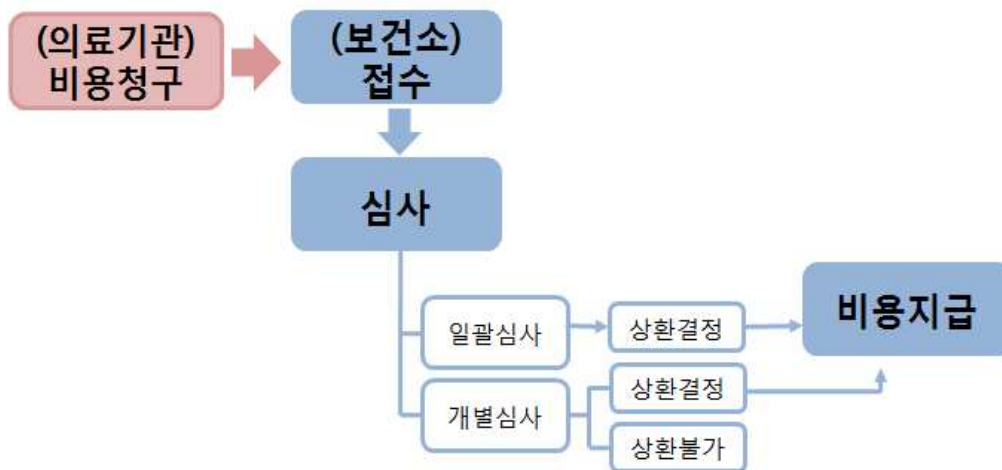 (의료기관)
비용청구
(보건소)
접수
심사
일괄심사
상환결정
비용지급
개별심사
상환결정
상환불가